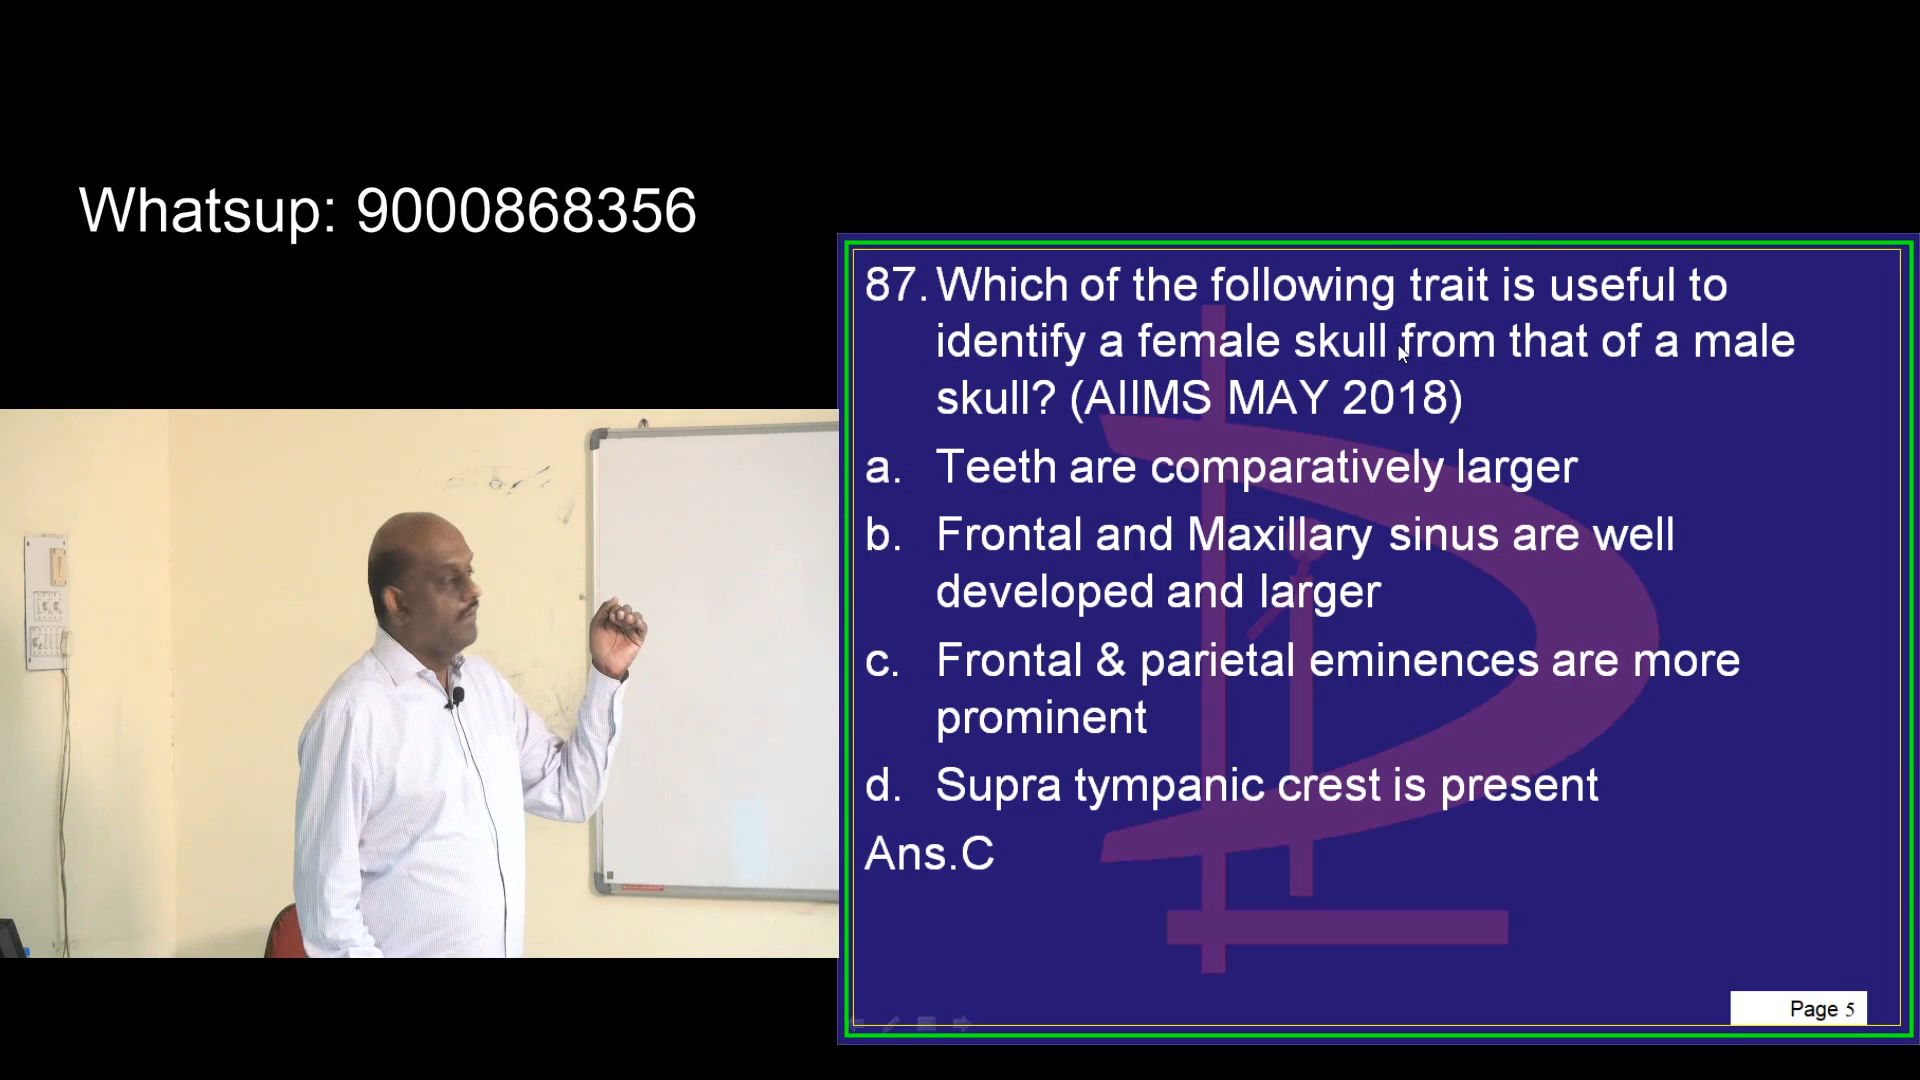 Whatsup: 9000868356
87. Which of the following trait is useful to
identify a female skull from that of a male
skull? (AIIMS MAY 2018)
a. Teeth are comparatively larger
b. Frontal and Maxillary sinus are well
developed and larger
c. Frontal & parietal eminences are more
prominent
d. Supra tympanic crest is present
Ans.C
Page 5